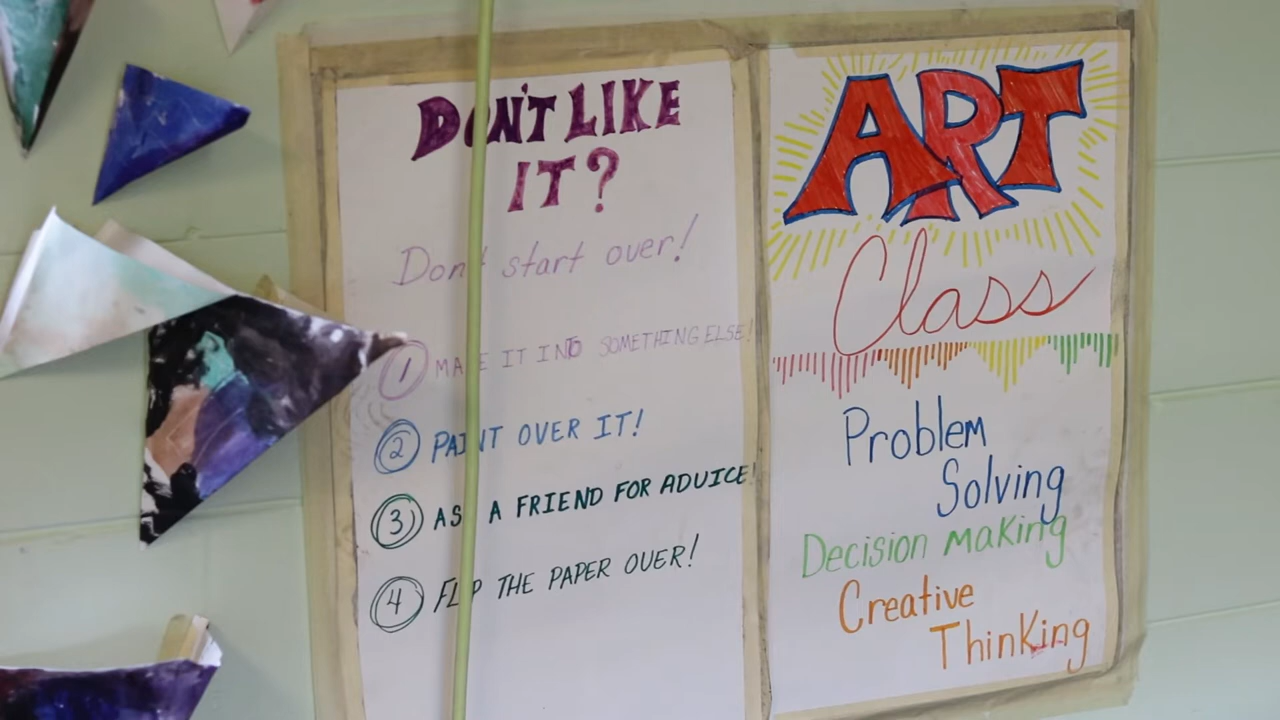 DON'T LIKE
IT?
Don't start over!
1 MAKE IT INTO SOMETHING ELSE!
2 PAINT OVER IT!
3 ASK A FRIEND FOR ADVICE!
4 FLIP THE PAPER OVER!
ART
Class
Problem
Solving
Decision making
Creative
Thinking